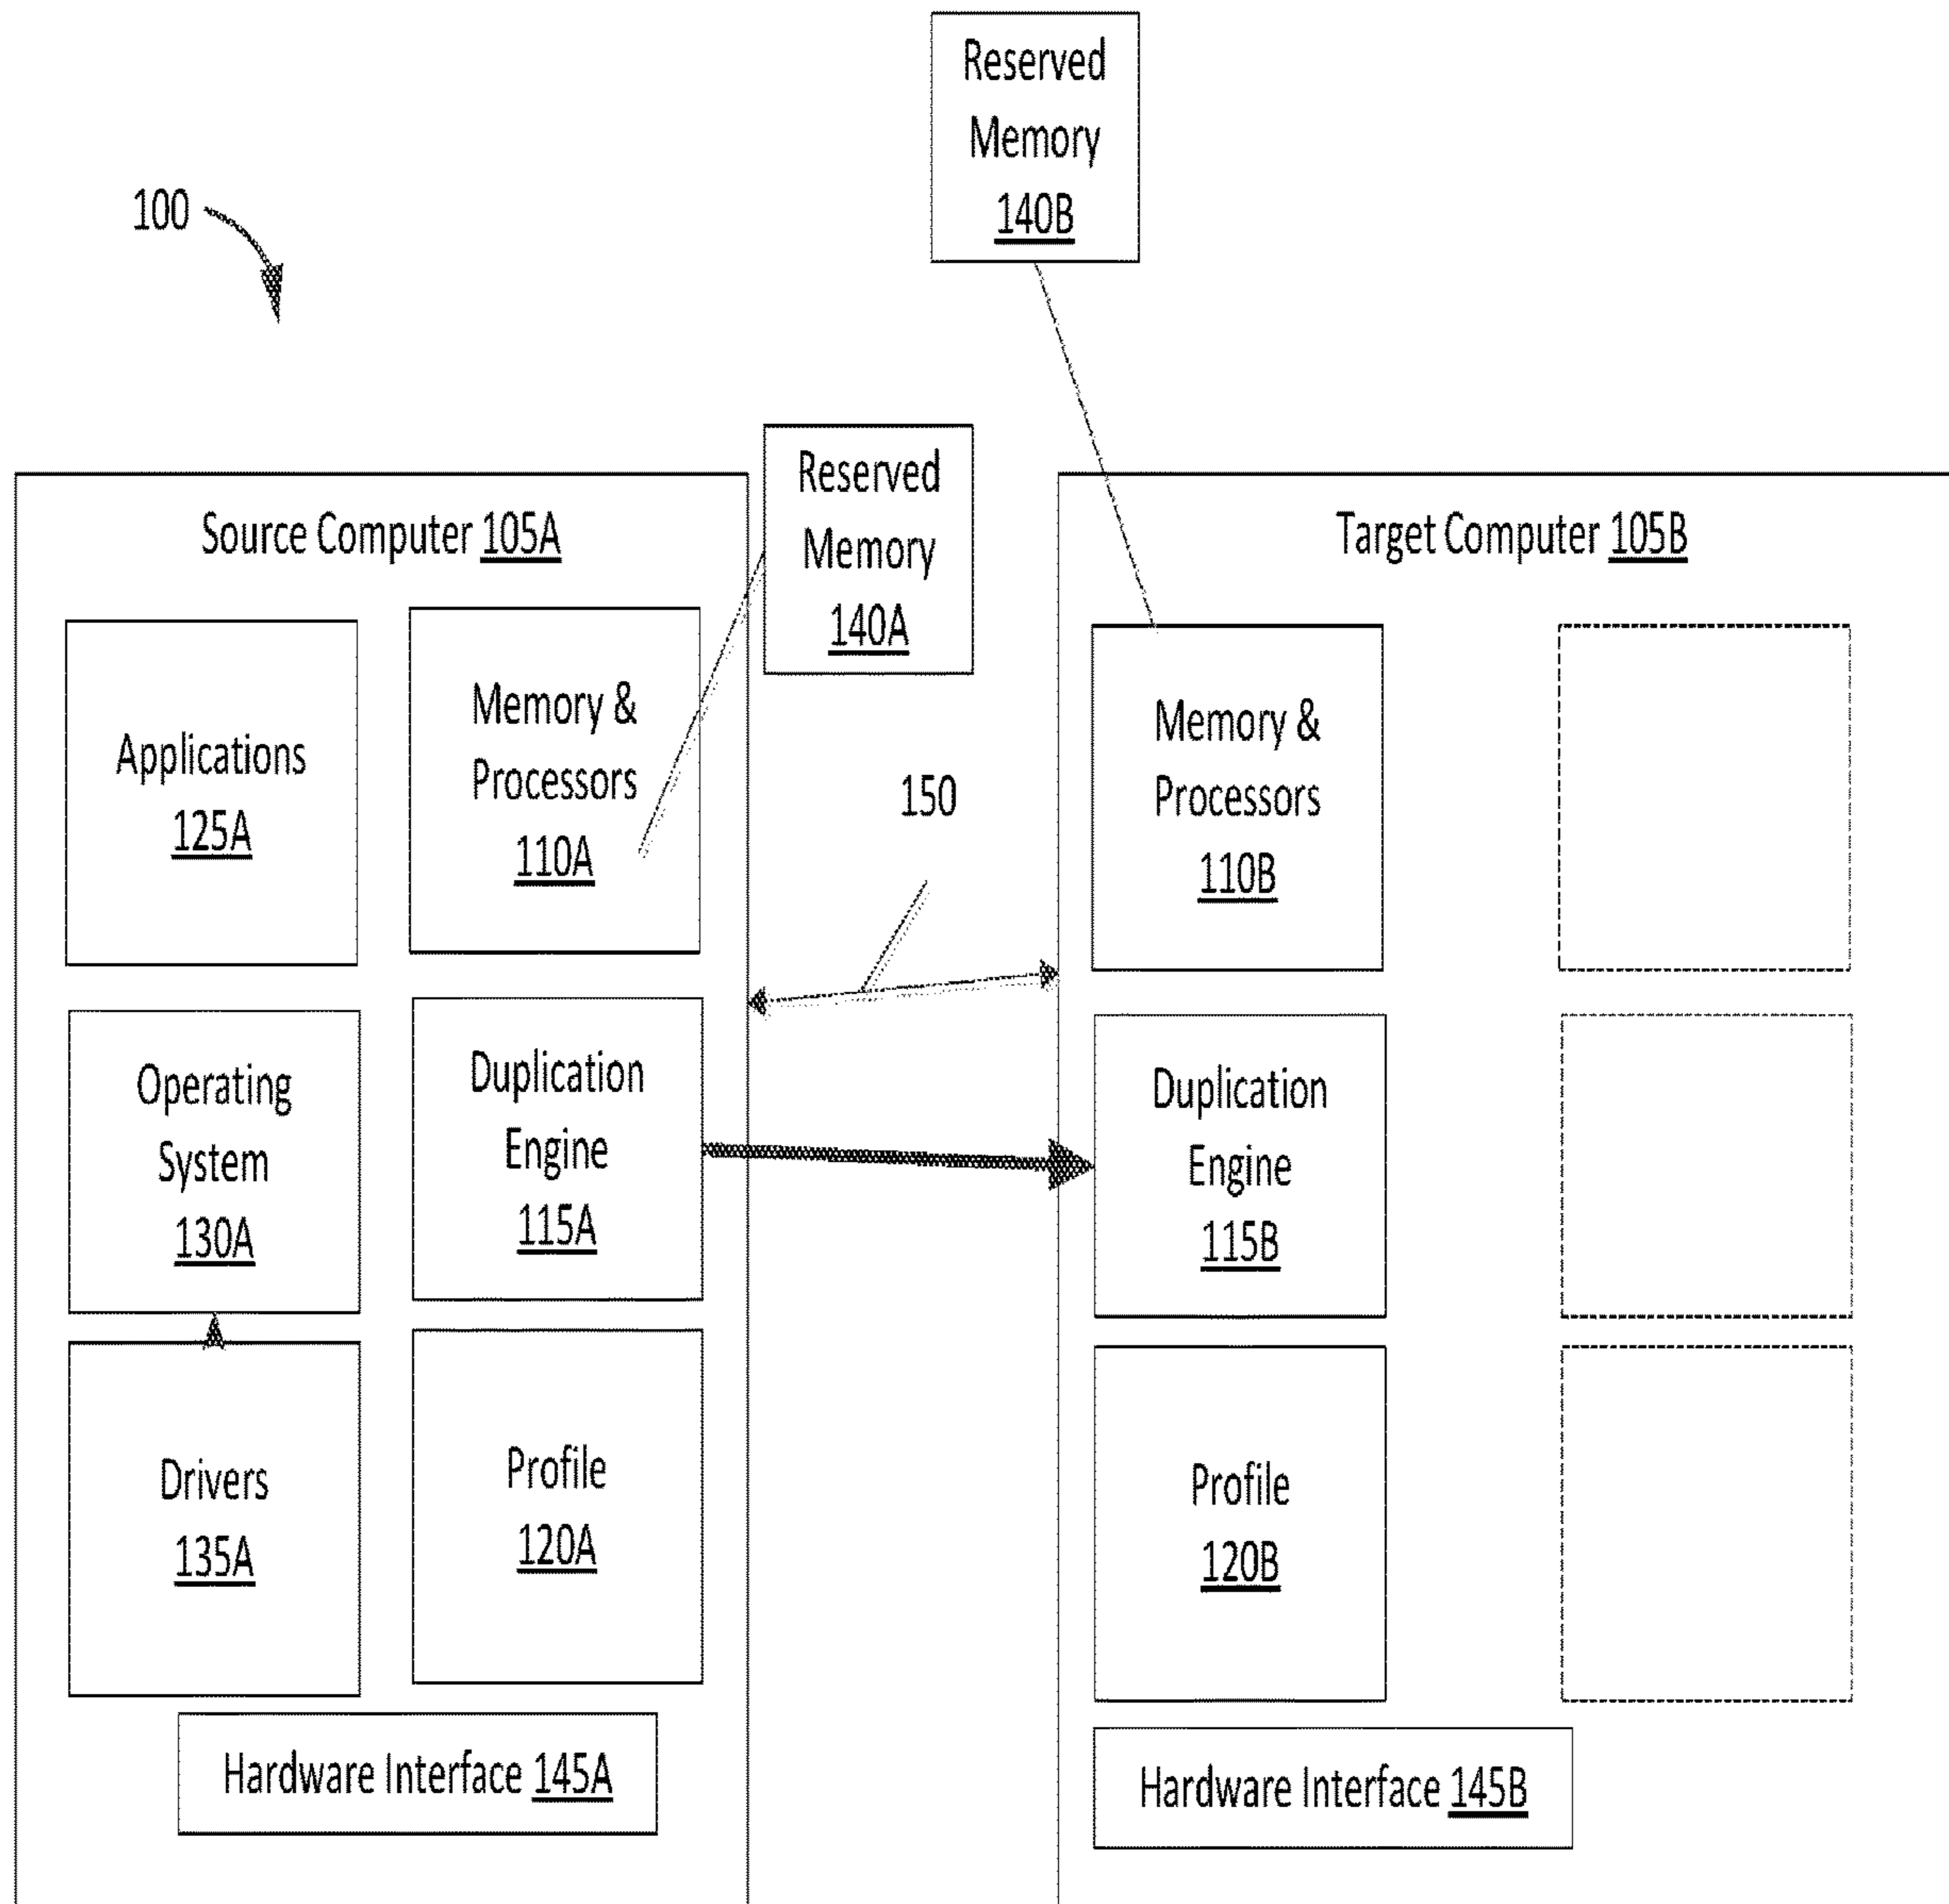 Reserved
Memory
140B
100
Reserved
Memory
140A
Source Computer 105A
Applications
125A
Memory &
Processors
110A
Operating
System
130A
Duplication
Engine
115A
Drivers
135A
Profile
120A
Hardware Interface 145A
150
Target Computer 105B
Memory &
Processors
110B
Duplication
Engine
115B
Profile
120B
Hardware Interface 145B